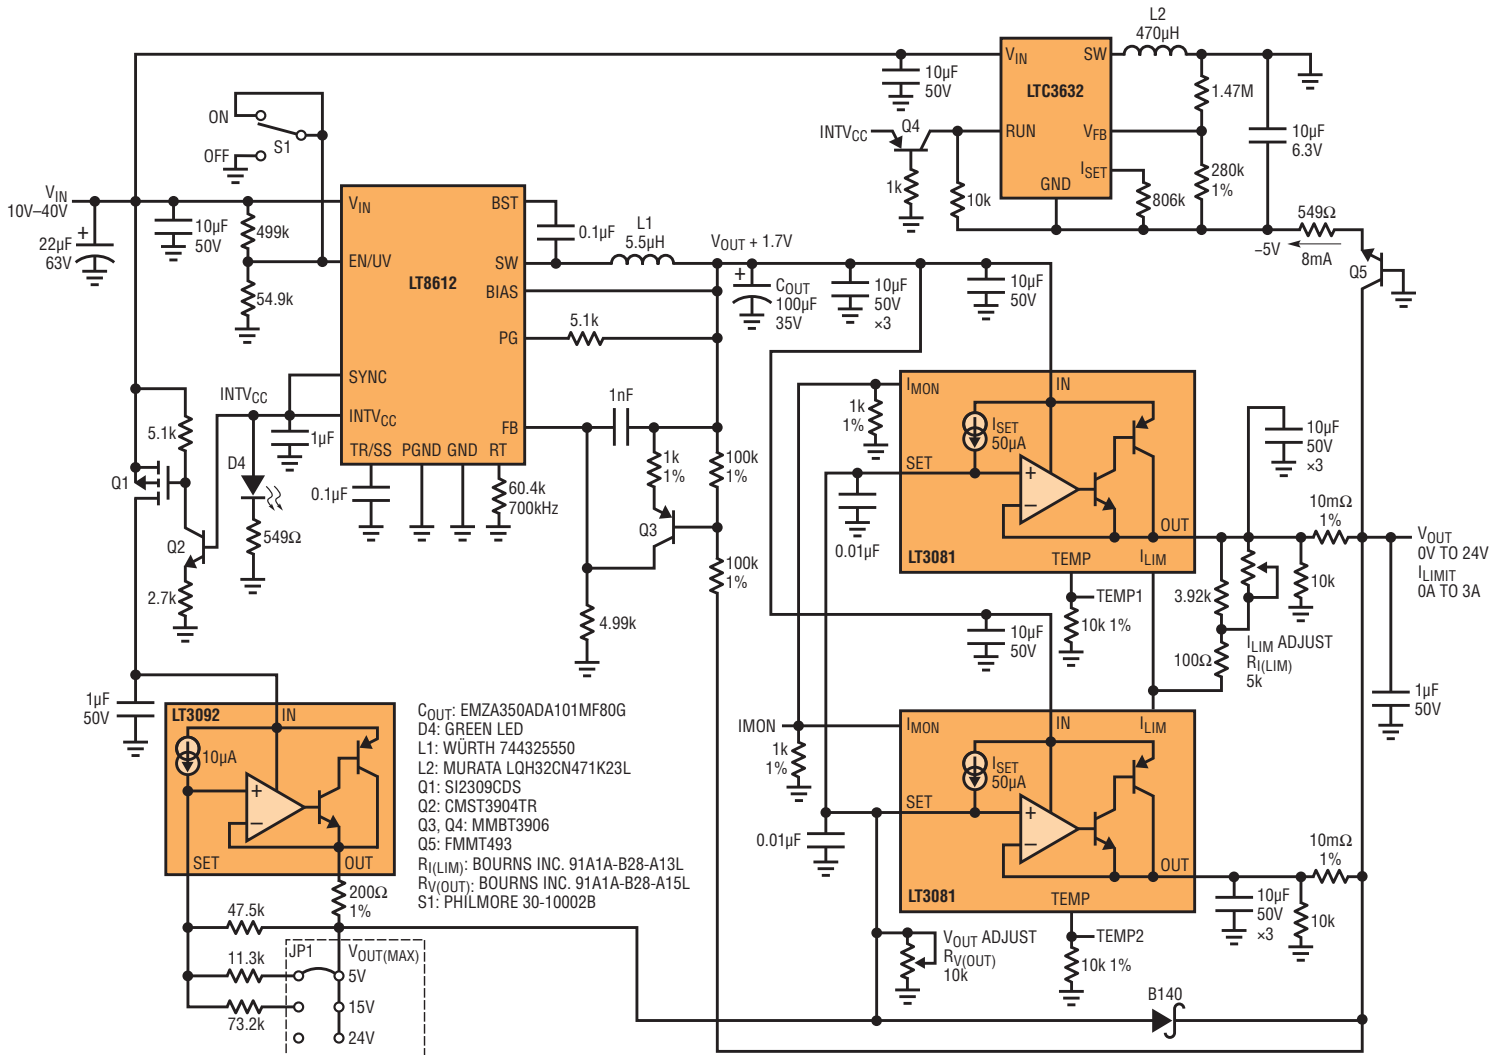 L2
470µH
VIN
SW
10µF
50V
LTC3632
1.47M
ON
S1
OFF
INTVCC
Q4
RUN
VFB
10µF
6.3V
1k
10k
ISET
GND
806k
280k
1%
VIN
10V–40V
22µF
63V
+
10µF
50V
499k
VIN
BST
0.1µF
L1
5.5µH
VOUT + 1.7V
549Ω
–5V
8mA
Q5
EN/UV
LT8612
SW
54.9k
BIAS
+
COUT
100µF
35V
10µF
50V
×3
10µF
50V
PG
5.1k
SYNC
INTVCC
INTVCC
1µF
FB
1nF
5.1k
D4
TR/SS
PGND
GND
RT
1k
1%
100k
1%
Q1
0.1µF
60.4k
700kHz
Q3
Q2
549Ω
100k
1%
2.7k
4.99k
IMON
IN
1k
1%
ISET
50µA
SET
+
–
0.01µF
OUT
LT3081
TEMP
ILIM
TEMP1
10k 1%
10µF
50V
×3
10mΩ
1%
VOUT
0V TO 24V
ILIMIT
0A TO 3A
3.92k
10k
100Ω
ILIM ADJUST
RI(LIM)
5k
1µF
50V
10µF
50V
1µF
50V
LT3092
IN
10µA
+
–
SET
OUT
200Ω
1%
COUT: EMZA350ADA101MF80G
D4: GREEN LED
L1: WÜRTH 744325550
L2: MURATA LQH32CN471K23L
Q1: SI2309CDS
Q2: CMST3904TR
Q3, Q4: MMBT3906
Q5: FMMT493
RI(LIM): BOURNS INC. 91A1A-B28-A13L
RV(OUT): BOURNS INC. 91A1A-B28-A15L
S1: PHILMORE 30-10002B
IMON
IMON
IN
ILIM
1k
1%
ISET
50µA
SET
+
–
0.01µF
OUT
LT3081
TEMP
10mΩ
1%
10µF
50V
×3
10k
TEMP2
10k 1%
VOUT ADJUST
RV(OUT)
10k
47.5k
11.3k
73.2k
JP1
VOUT(MAX)
5V
15V
24V
B140